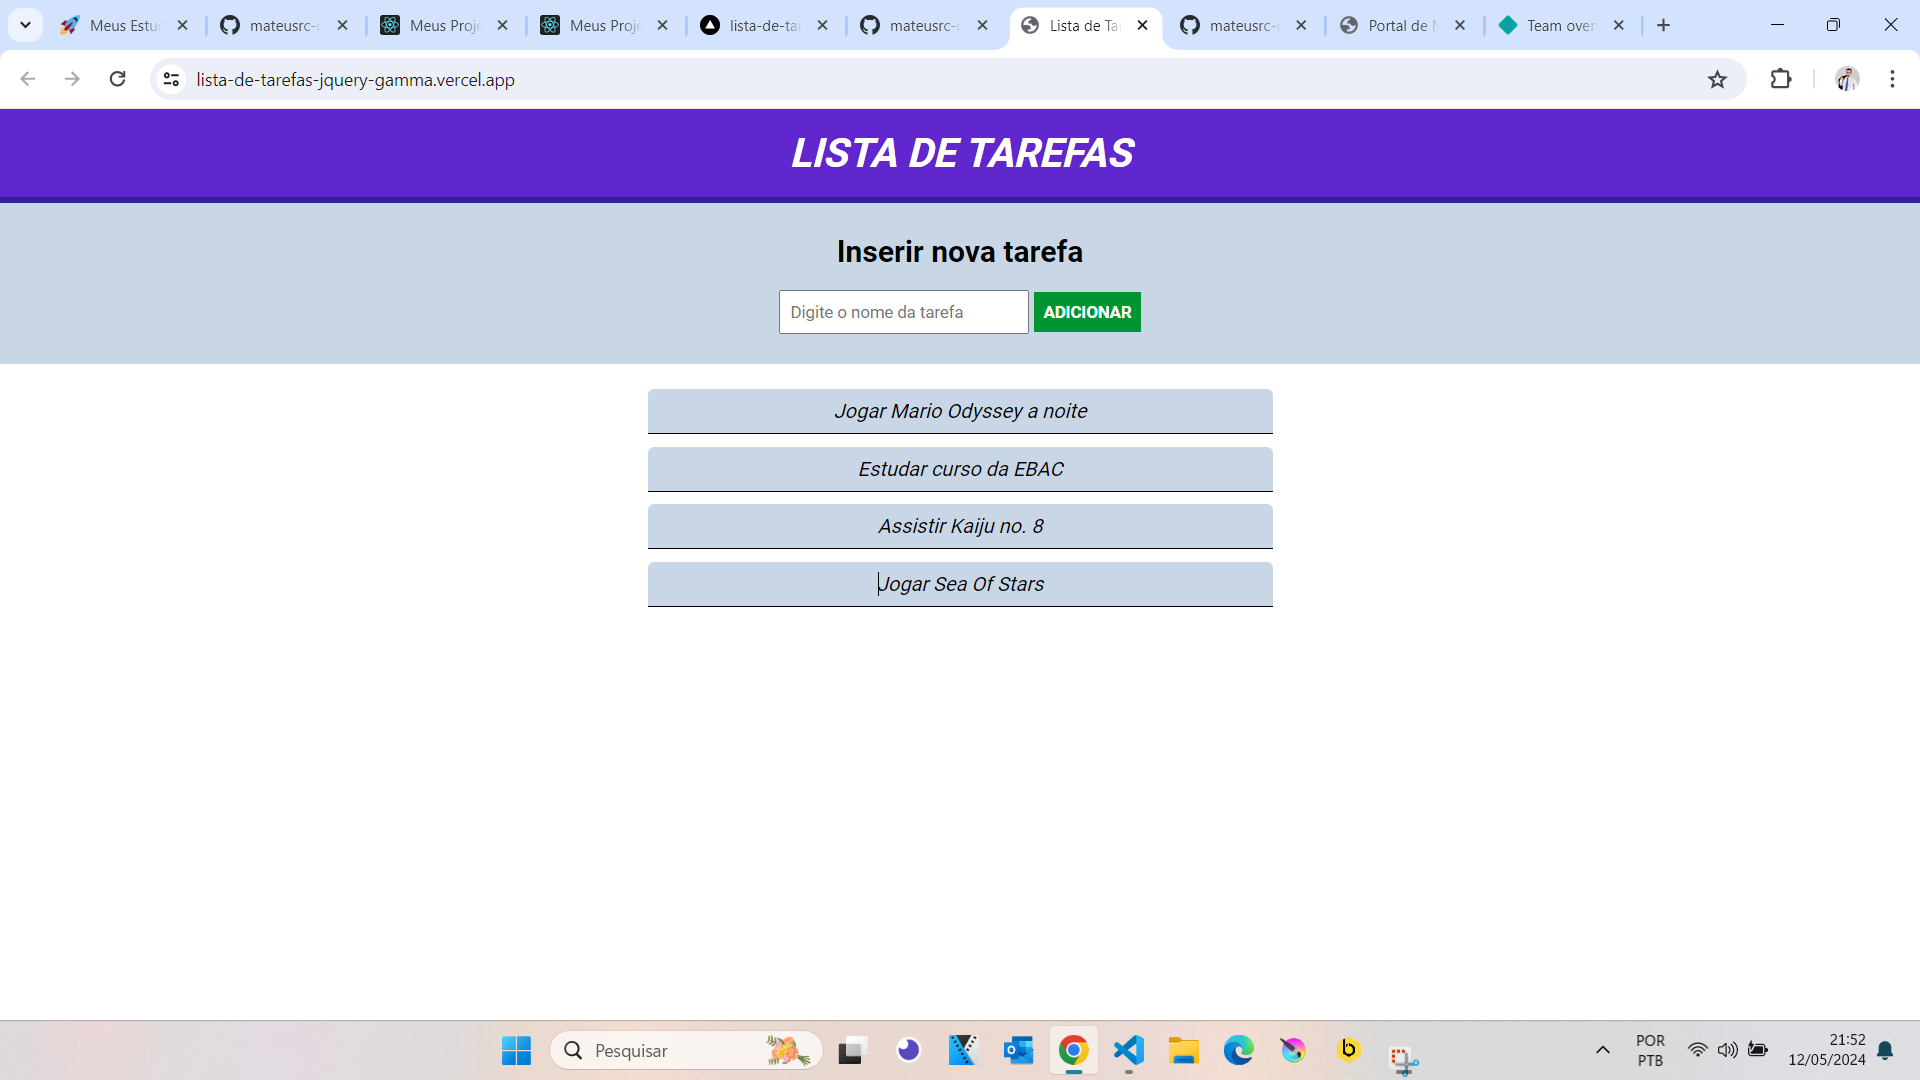 Meus Estu
mateusrc-
Meus Proje
Meus Proje
lista-de-ta
mateusrc-
Lista de Ta
mateusrc-
Portal de N
Team over
lista-de-tarefas-jquery-gamma.vercel.app
LISTA DE TAREFAS
Inserir nova tarefa
Digite o nome da tarefa
ADICIONAR
Jogar Mario Odyssey a noite
Estudar curso da EBAC
Assistir Kaiju no. 8
Jogar Sea Of Stars
Pesquisar
POR
PTB
21:52
12/05/2024